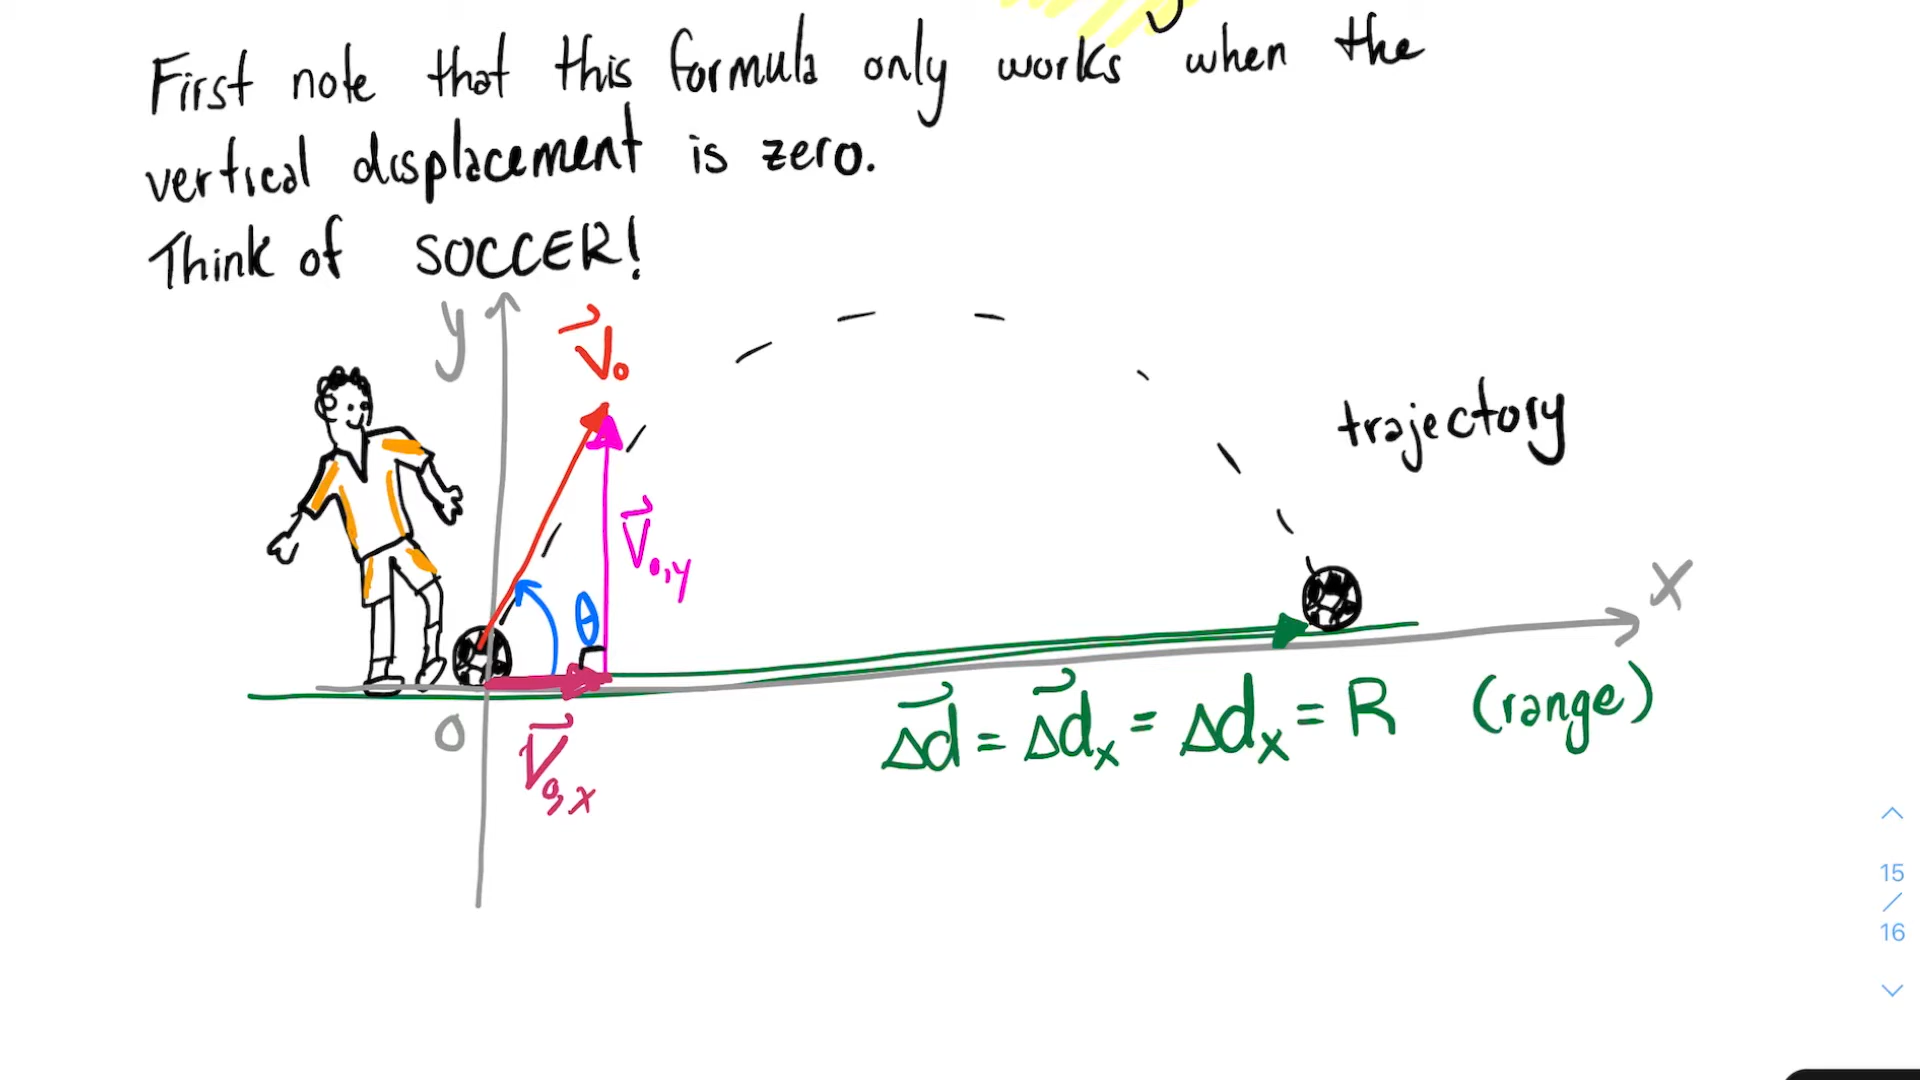 First note that this formula only works when the
vertical displacement is zero.
Think of SOCCER!
y
V₀
trajectory
V₀,y
θ
x
Δd = Δdₓ = Δdₓ = R (range)
0
V₀,x
15
/
16